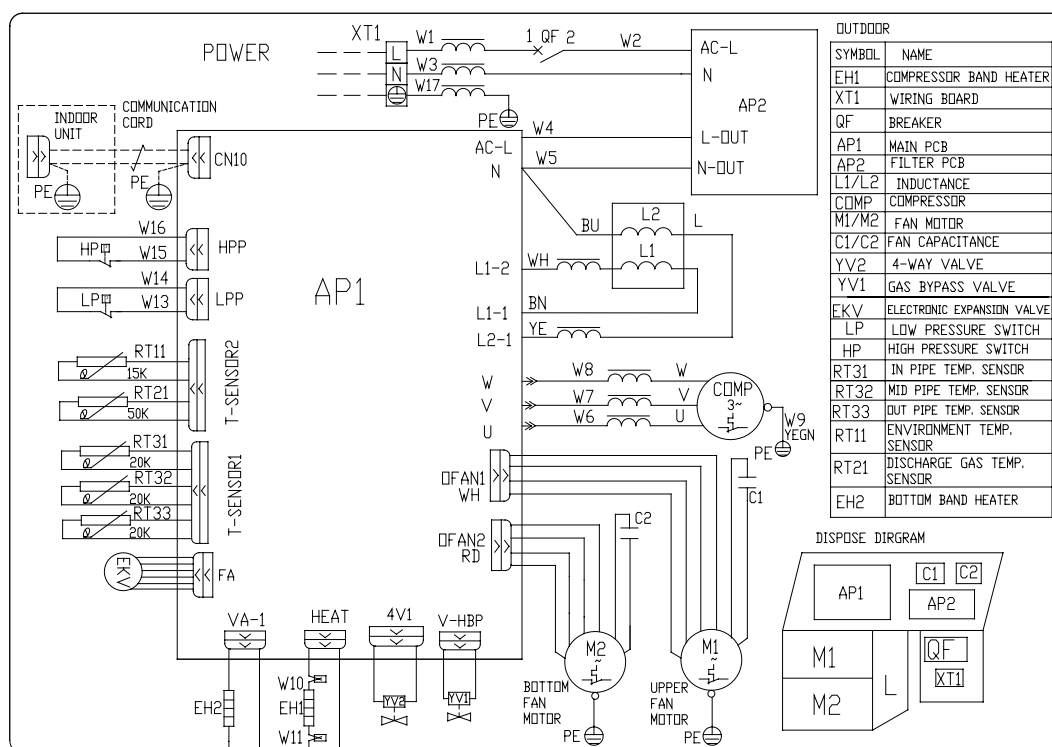 POWER
XT1
L
N
W1
W3
W17
1 QF 2
W2
AC-L
N
AP2
L-OUT
N-OUT
PE
INDOOR
UNIT
COMMUNICATION
CORD
PE
PE
CN10
AC-L
N
W4
W5
W16
HP
W15
HPP
W14
LP
W13
LPP
AP1
BU
L2
L
L1
L1-2
WH
L1-1
BN
L2-1
YE
RT11
15K
RT21
50K
T-SENSOR2
RT31
20K
RT32
20K
RT33
20K
T-SENSOR1
W
V
U
W8
W
W7
V
W6
U
COMP
3~
W9
YEGN
PE
OFAN1
WH
C1
OFAN2
RD
C2
EKV
FA
VA-1
HEAT
4V1
V-HBP
W10
EH2
EH1
W11
YV2
YV1
M2
~
BOTTOM
FAN
MOTOR
PE
M1
~
UPPER
FAN
MOTOR
PE
OUTDOOR
SYMBOL NAME
EH1 COMPRESSOR BAND HEATER
XT1 WIRING BOARD
QF BREAKER
AP1 MAIN PCB
AP2 FILTER PCB
L1/L2 INDUCTANCE
COMP COMPRESSOR
M1/M2 FAN MOTOR
C1/C2 FAN CAPACITANCE
YV2 4-WAY VALVE
YV1 GAS BYPASS VALVE
EKV ELECTRONIC EXPANSION VALVE
LP LOW PRESSURE SWITCH
HP HIGH PRESSURE SWITCH
RT31 IN PIPE TEMP. SENSOR
RT32 MID PIPE TEMP. SENSOR
RT33 OUT PIPE TEMP. SENSOR
RT11 ENVIRONMENT TEMP.
SENSOR
RT21 DISCHARGE GAS TEMP.
SENSOR
EH2 BOTTOM BAND HEATER
DISPOSE DIRGRAM
AP1
C1
C2
AP2
M1
M2
L
QF
XT1